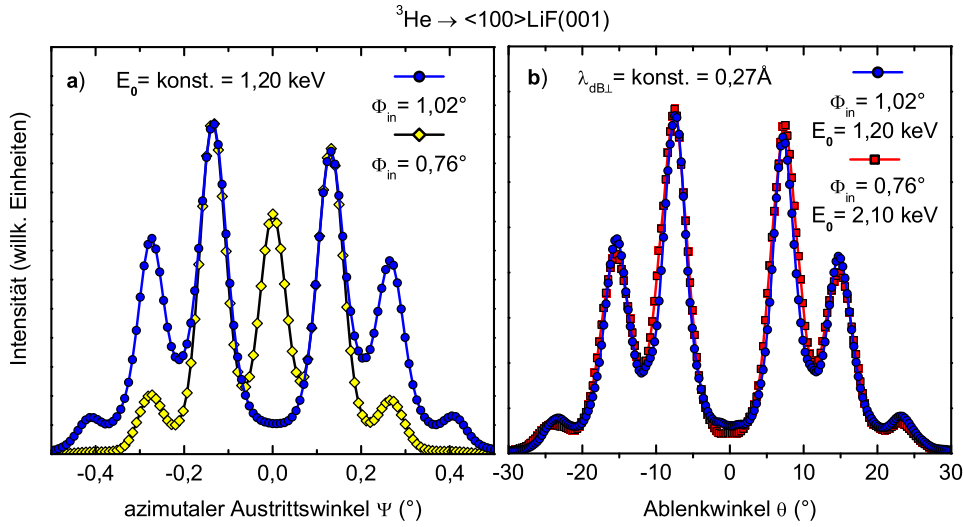 ³He → <100>LiF(001)
Intensität (willk. Einheiten)
a) E₀= konst. = 1,20 keV
Φᵢₙ= 1,02°
Φᵢₙ= 0,76°
-0,4 -0,2 0,0 0,2 0,4
azimutaler Austrittswinkel Ψ (°)
b) λ_dB⊥ = konst. = 0,27Å
Φᵢₙ= 1,02°
E₀= 1,20 keV
Φᵢₙ= 0,76°
E₀= 2,10 keV
-30 -20 -10 0 10 20 30
Ablenkwinkel θ (°)